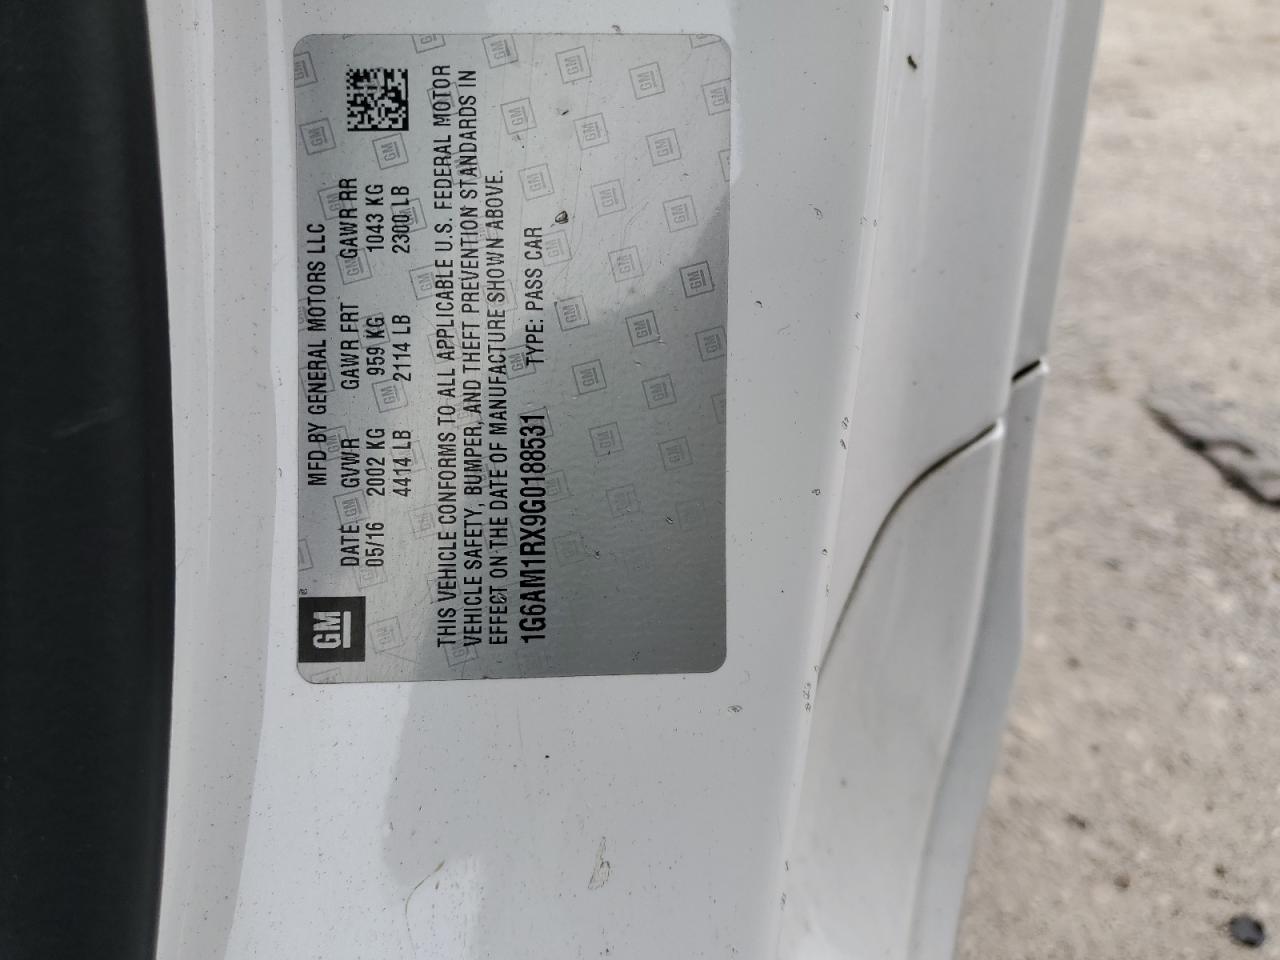 GM
MFD BY GENERAL MOTORS LLC
DATE GVWR GAWR FRT GAWR RR
05/16 2002 KG 959 KG 1043 KG
4414 LB 2114 LB 2300 LB
THIS VEHICLE CONFORMS TO ALL APPLICABLE U.S. FEDERAL MOTOR
VEHICLE SAFETY, BUMPER, AND THEFT PREVENTION STANDARDS IN
EFFECT ON THE DATE OF MANUFACTURE SHOWN ABOVE.
1G6AM1RX9G0188531 TYPE: PASS CAR